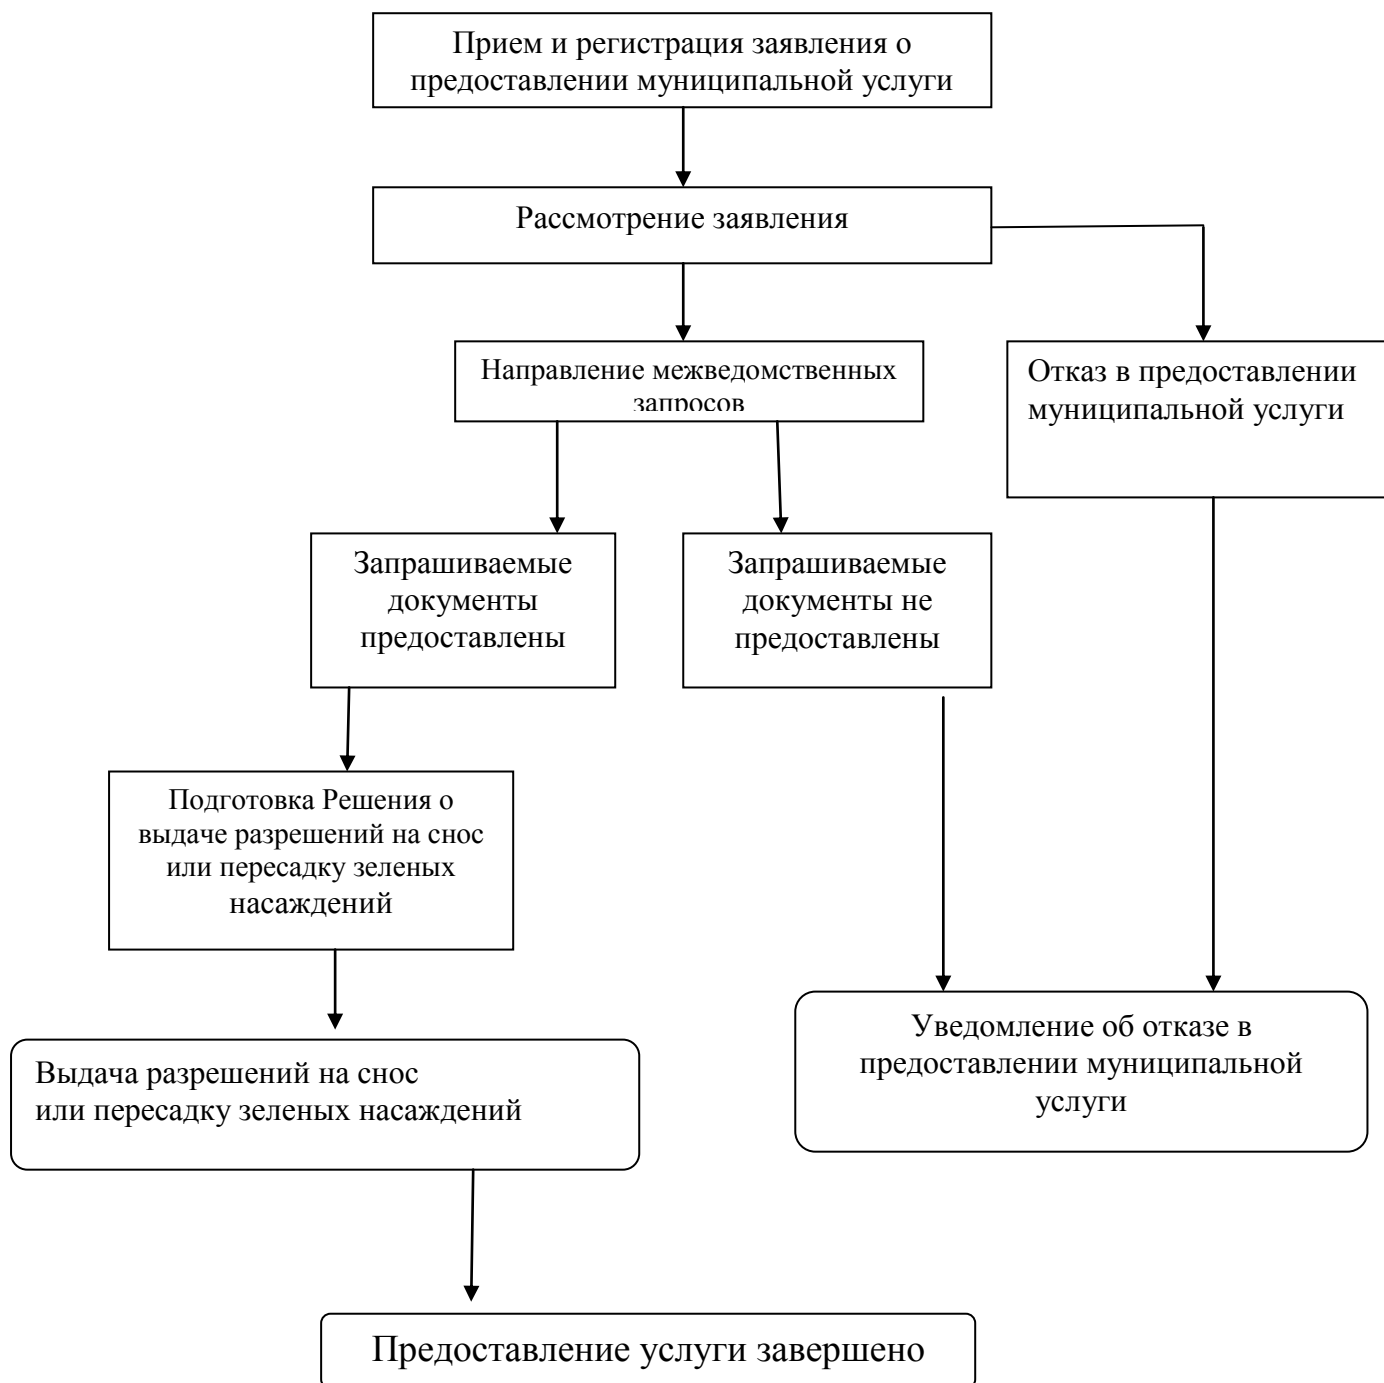 Прием и регистрация заявления о
предоставлении муниципальной услуги
Рассмотрение заявления
Направление межведомственных
запросов
Отказ в предоставлении
муниципальной услуги
Запрашиваемые
документы
предоставлены
Запрашиваемые
документы не
предоставлены
Подготовка Решения о
выдаче разрешений на снос
или пересадку зеленых
насаждений
Выдача разрешений на снос
или пересадку зеленых насаждений
Уведомление об отказе в
предоставлении муниципальной
услуги
Предоставление услуги завершено